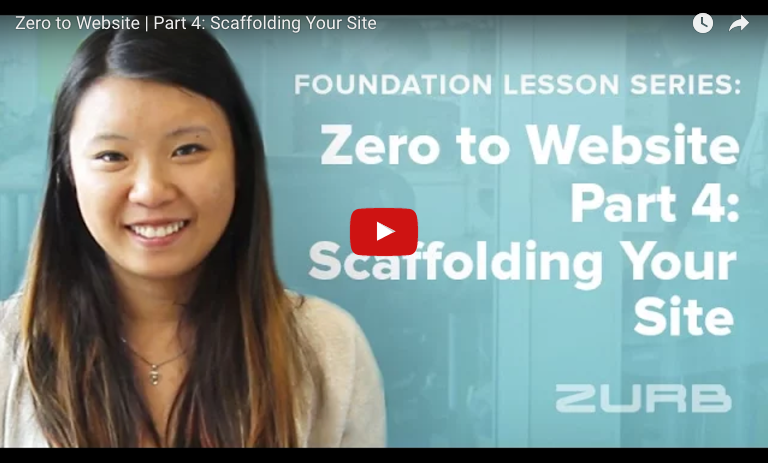 Zero to Website | Part 4: Scaffolding Your Site
FOUNDATION LESSON SERIES:
Zero to Website
Part 4:
Scaffolding Your
Site
ZURB